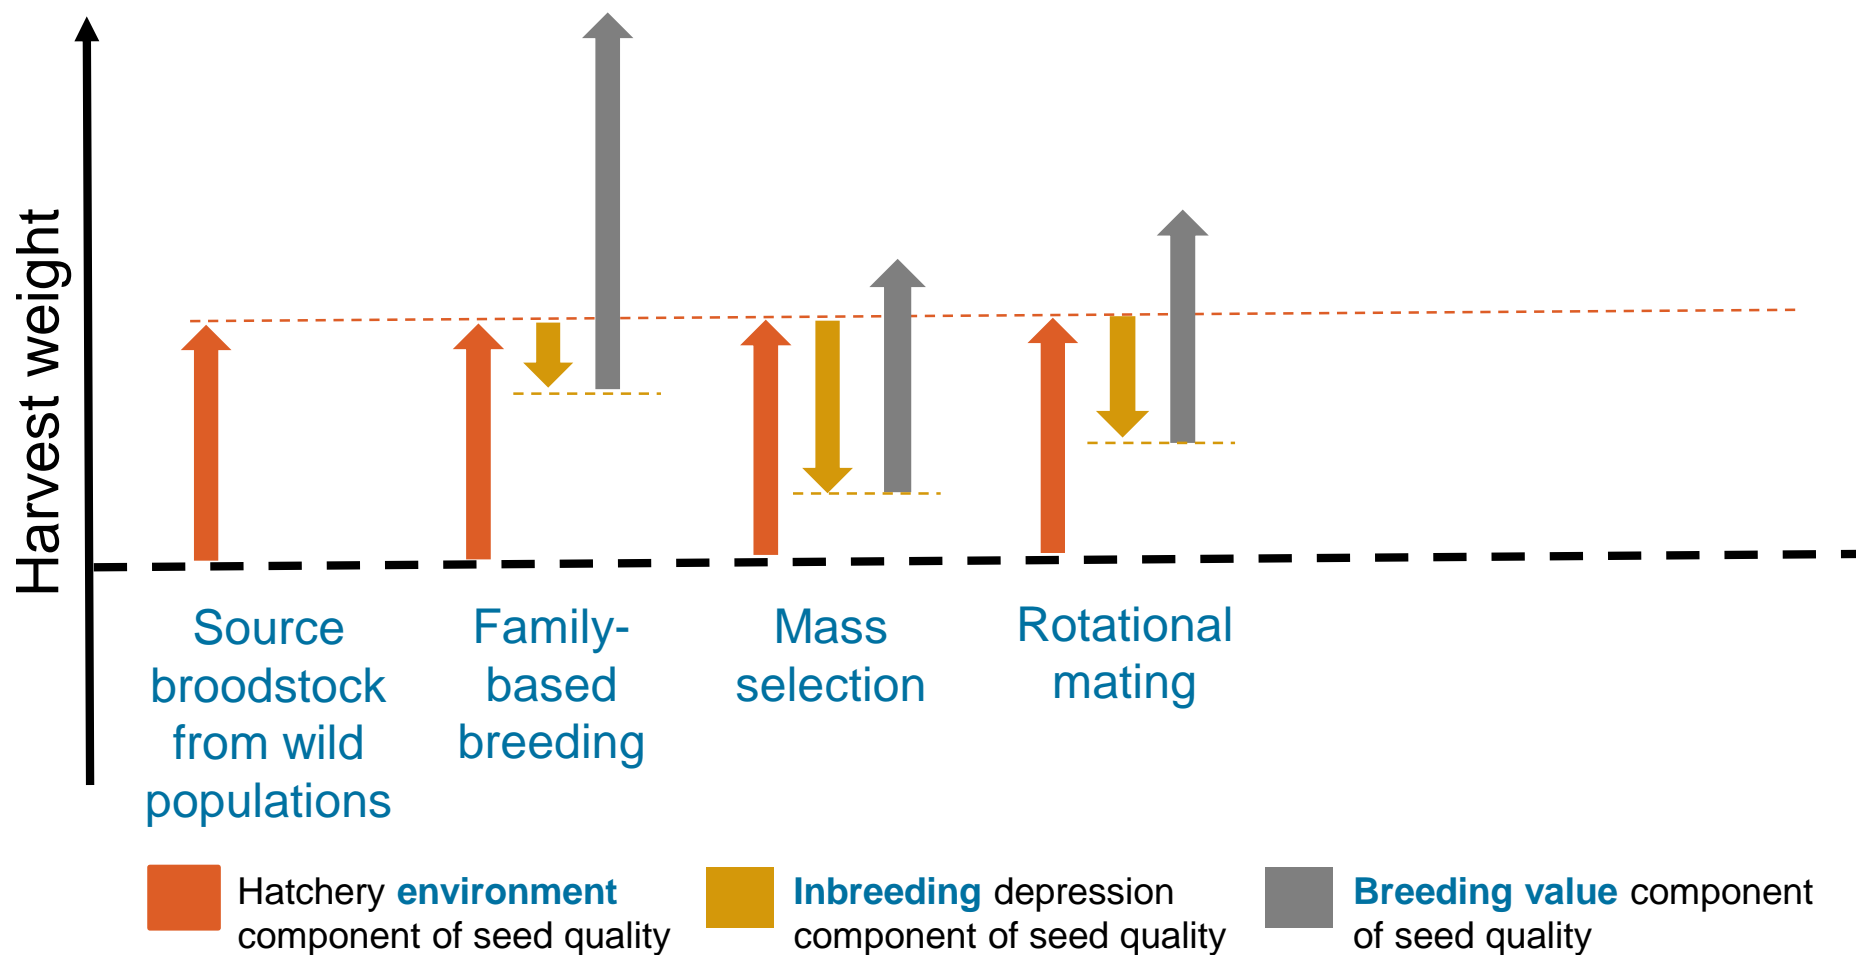 Harvest weight
Source
broodstock
from wild
populations
Family-
based
breeding
Mass
selection
Rotational
mating
Hatchery environment
component of seed quality
Inbreeding depression
component of seed quality
Breeding value component
of seed quality